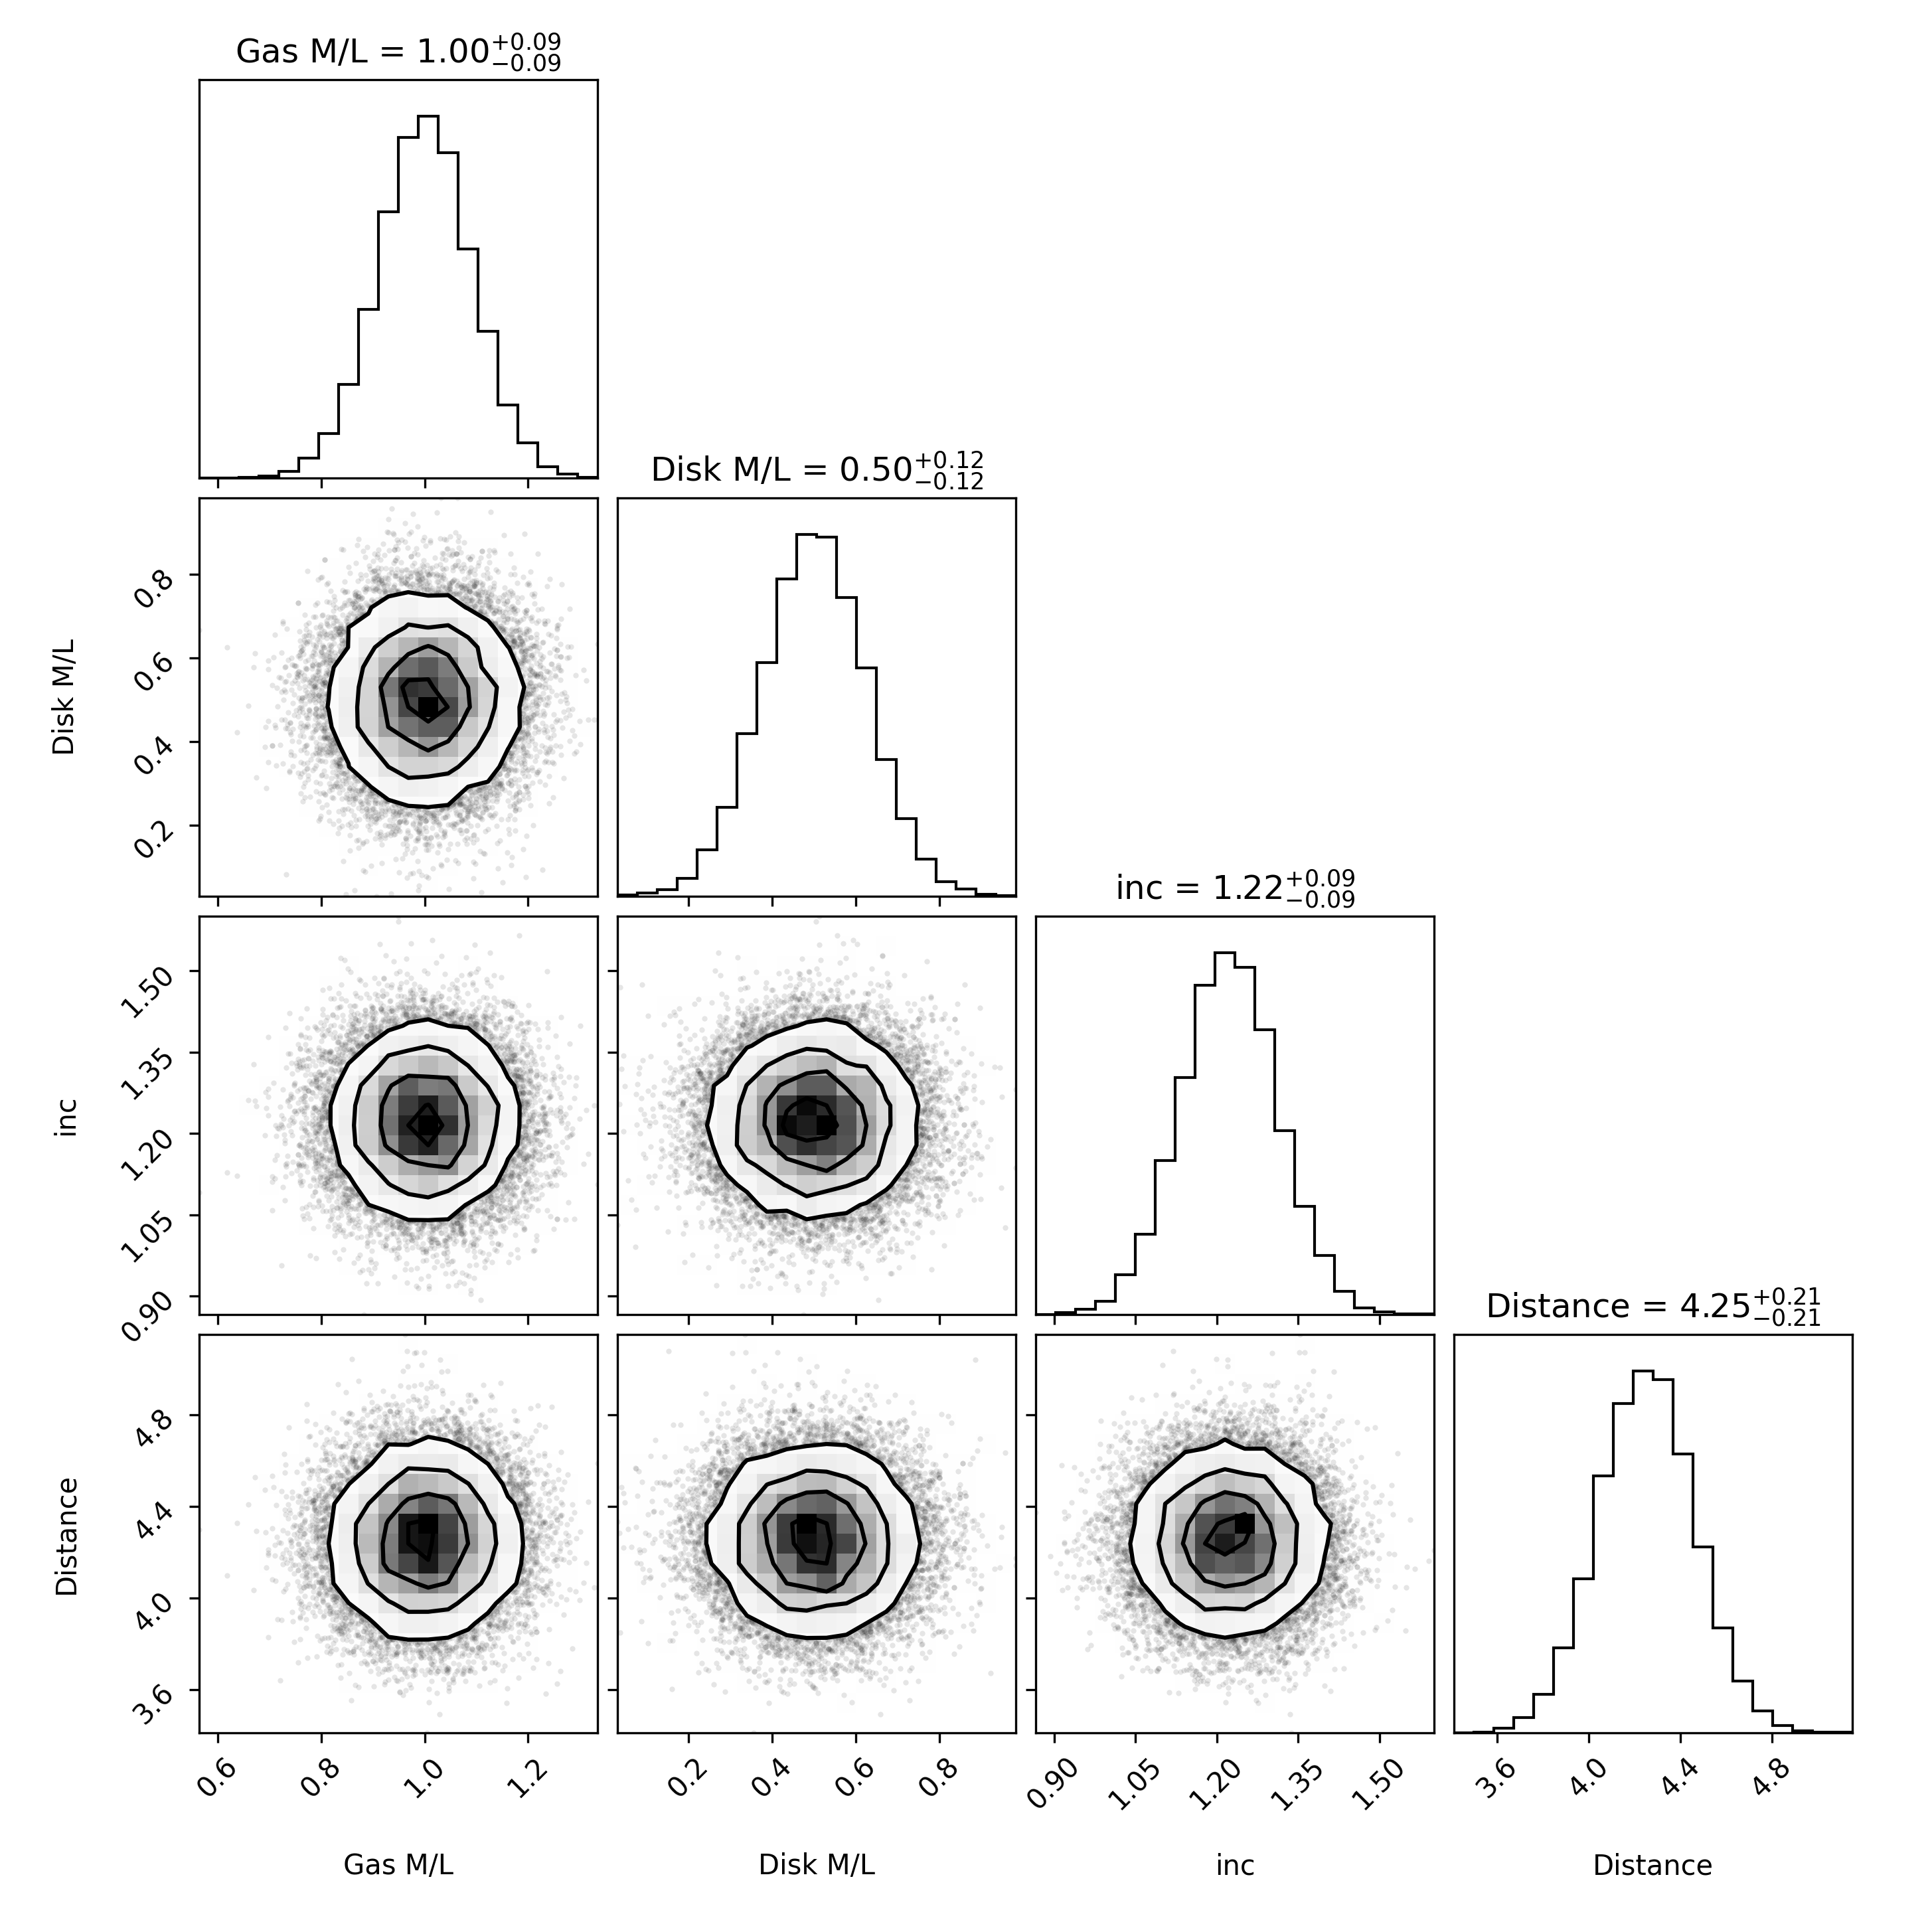 Gas M/L = 1.00 +0.09 −0.09
Disk M/L = 0.50 +0.12 −0.12
Disk M/L
0.8
0.6
0.4
0.2
inc = 1.22 +0.09 −0.09
inc
1.50
1.35
1.20
1.05
0.90
Distance = 4.25 +0.21 −0.21
Distance
4.8
4.4
4.0
3.6
0.6 0.8 1.0 1.2 0.2 0.4 0.6 0.8 0.90 1.05 1.20 1.35 1.50 3.6 4.0 4.4 4.8
Gas M/L Disk M/L inc Distance